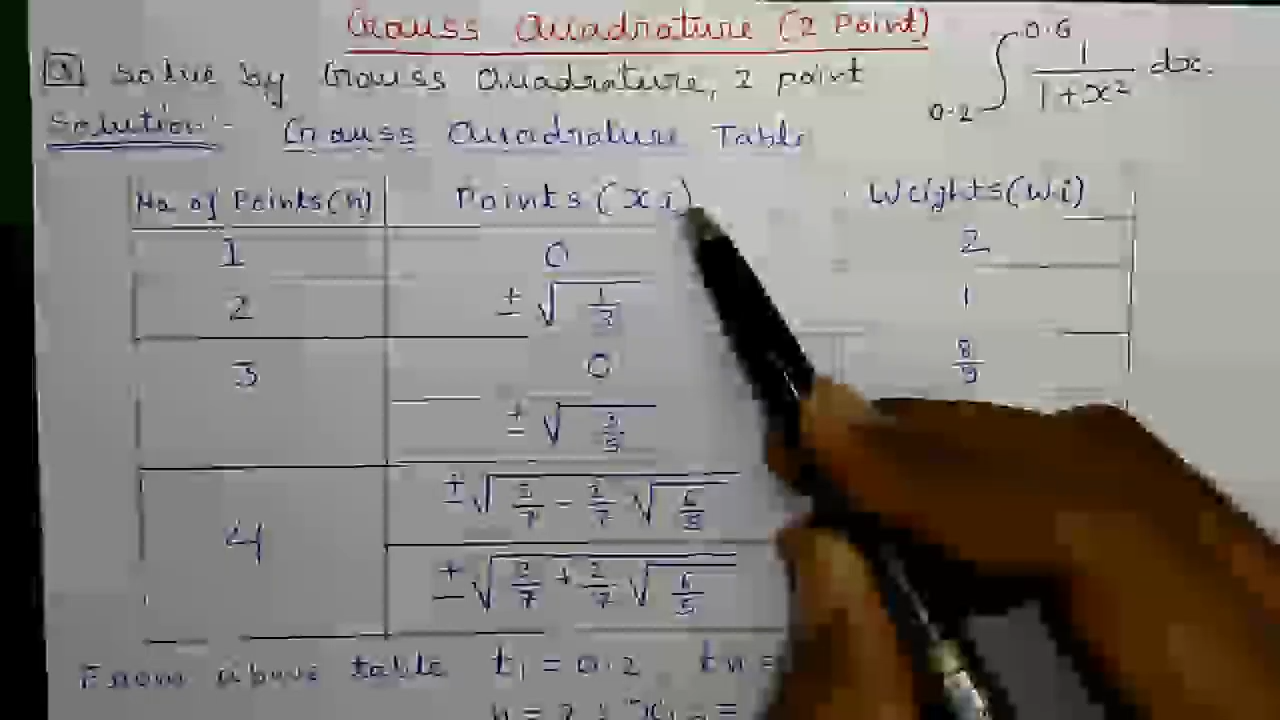 Gauss Quadrature (2 Point)
Q) Solve by Gauss Quadrature, 2 point ∫_{0.2}^{0.6} 1/(1+x²) dx.
Solution:- Gauss Quadrature Table
No of Points(n) Points(xi) Weights(wi)
1 0 2
2 ±√(1/3) 1
3 0 8/9
±√(3/5)
4 ±√(3/7 - 2/7 √(6/5))
±√(3/7 + 2/7 √(6/5))
From above table t₁ = 0.2, tn =
n = 2 ;